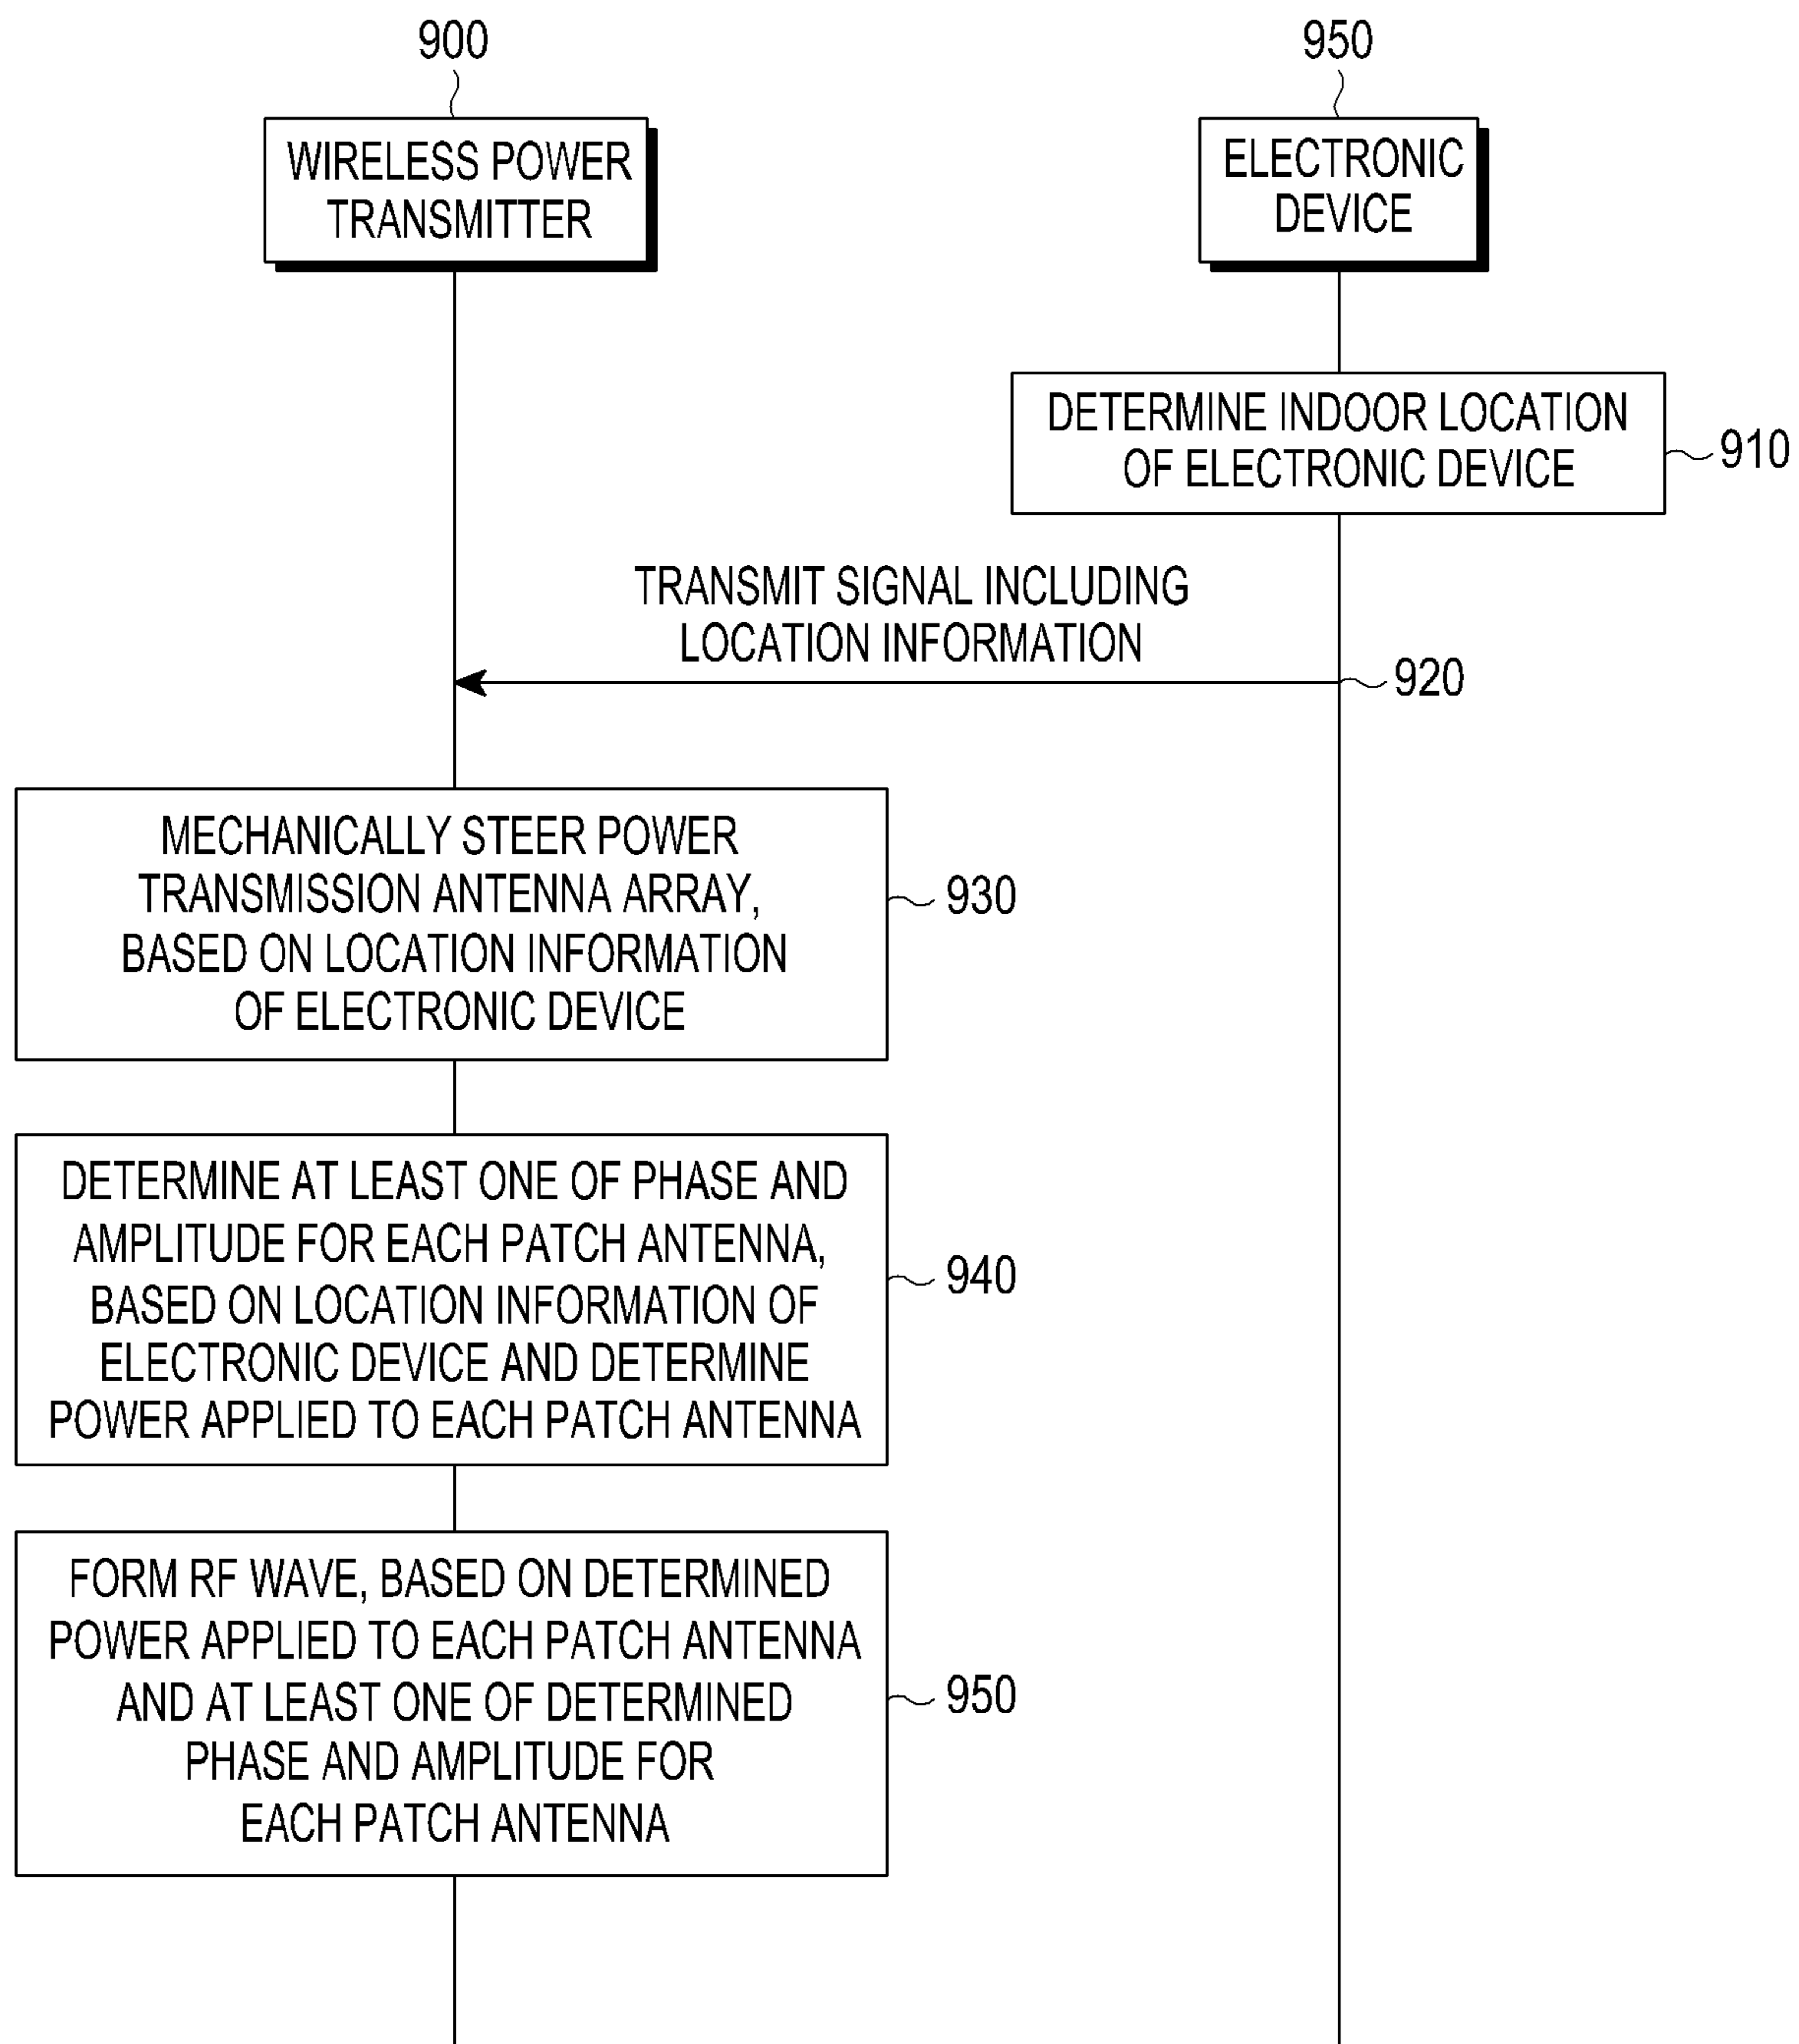 900
950
WIRELESS POWER
TRANSMITTER
ELECTRONIC
DEVICE
DETERMINE INDOOR LOCATION
OF ELECTRONIC DEVICE
910
TRANSMIT SIGNAL INCLUDING
LOCATION INFORMATION
920
MECHANICALLY STEER POWER
TRANSMISSION ANTENNA ARRAY,
BASED ON LOCATION INFORMATION
OF ELECTRONIC DEVICE
930
DETERMINE AT LEAST ONE OF PHASE AND
AMPLITUDE FOR EACH PATCH ANTENNA,
BASED ON LOCATION INFORMATION OF
ELECTRONIC DEVICE AND DETERMINE
POWER APPLIED TO EACH PATCH ANTENNA
940
FORM RF WAVE, BASED ON DETERMINED
POWER APPLIED TO EACH PATCH ANTENNA
AND AT LEAST ONE OF DETERMINED
PHASE AND AMPLITUDE FOR
EACH PATCH ANTENNA
950